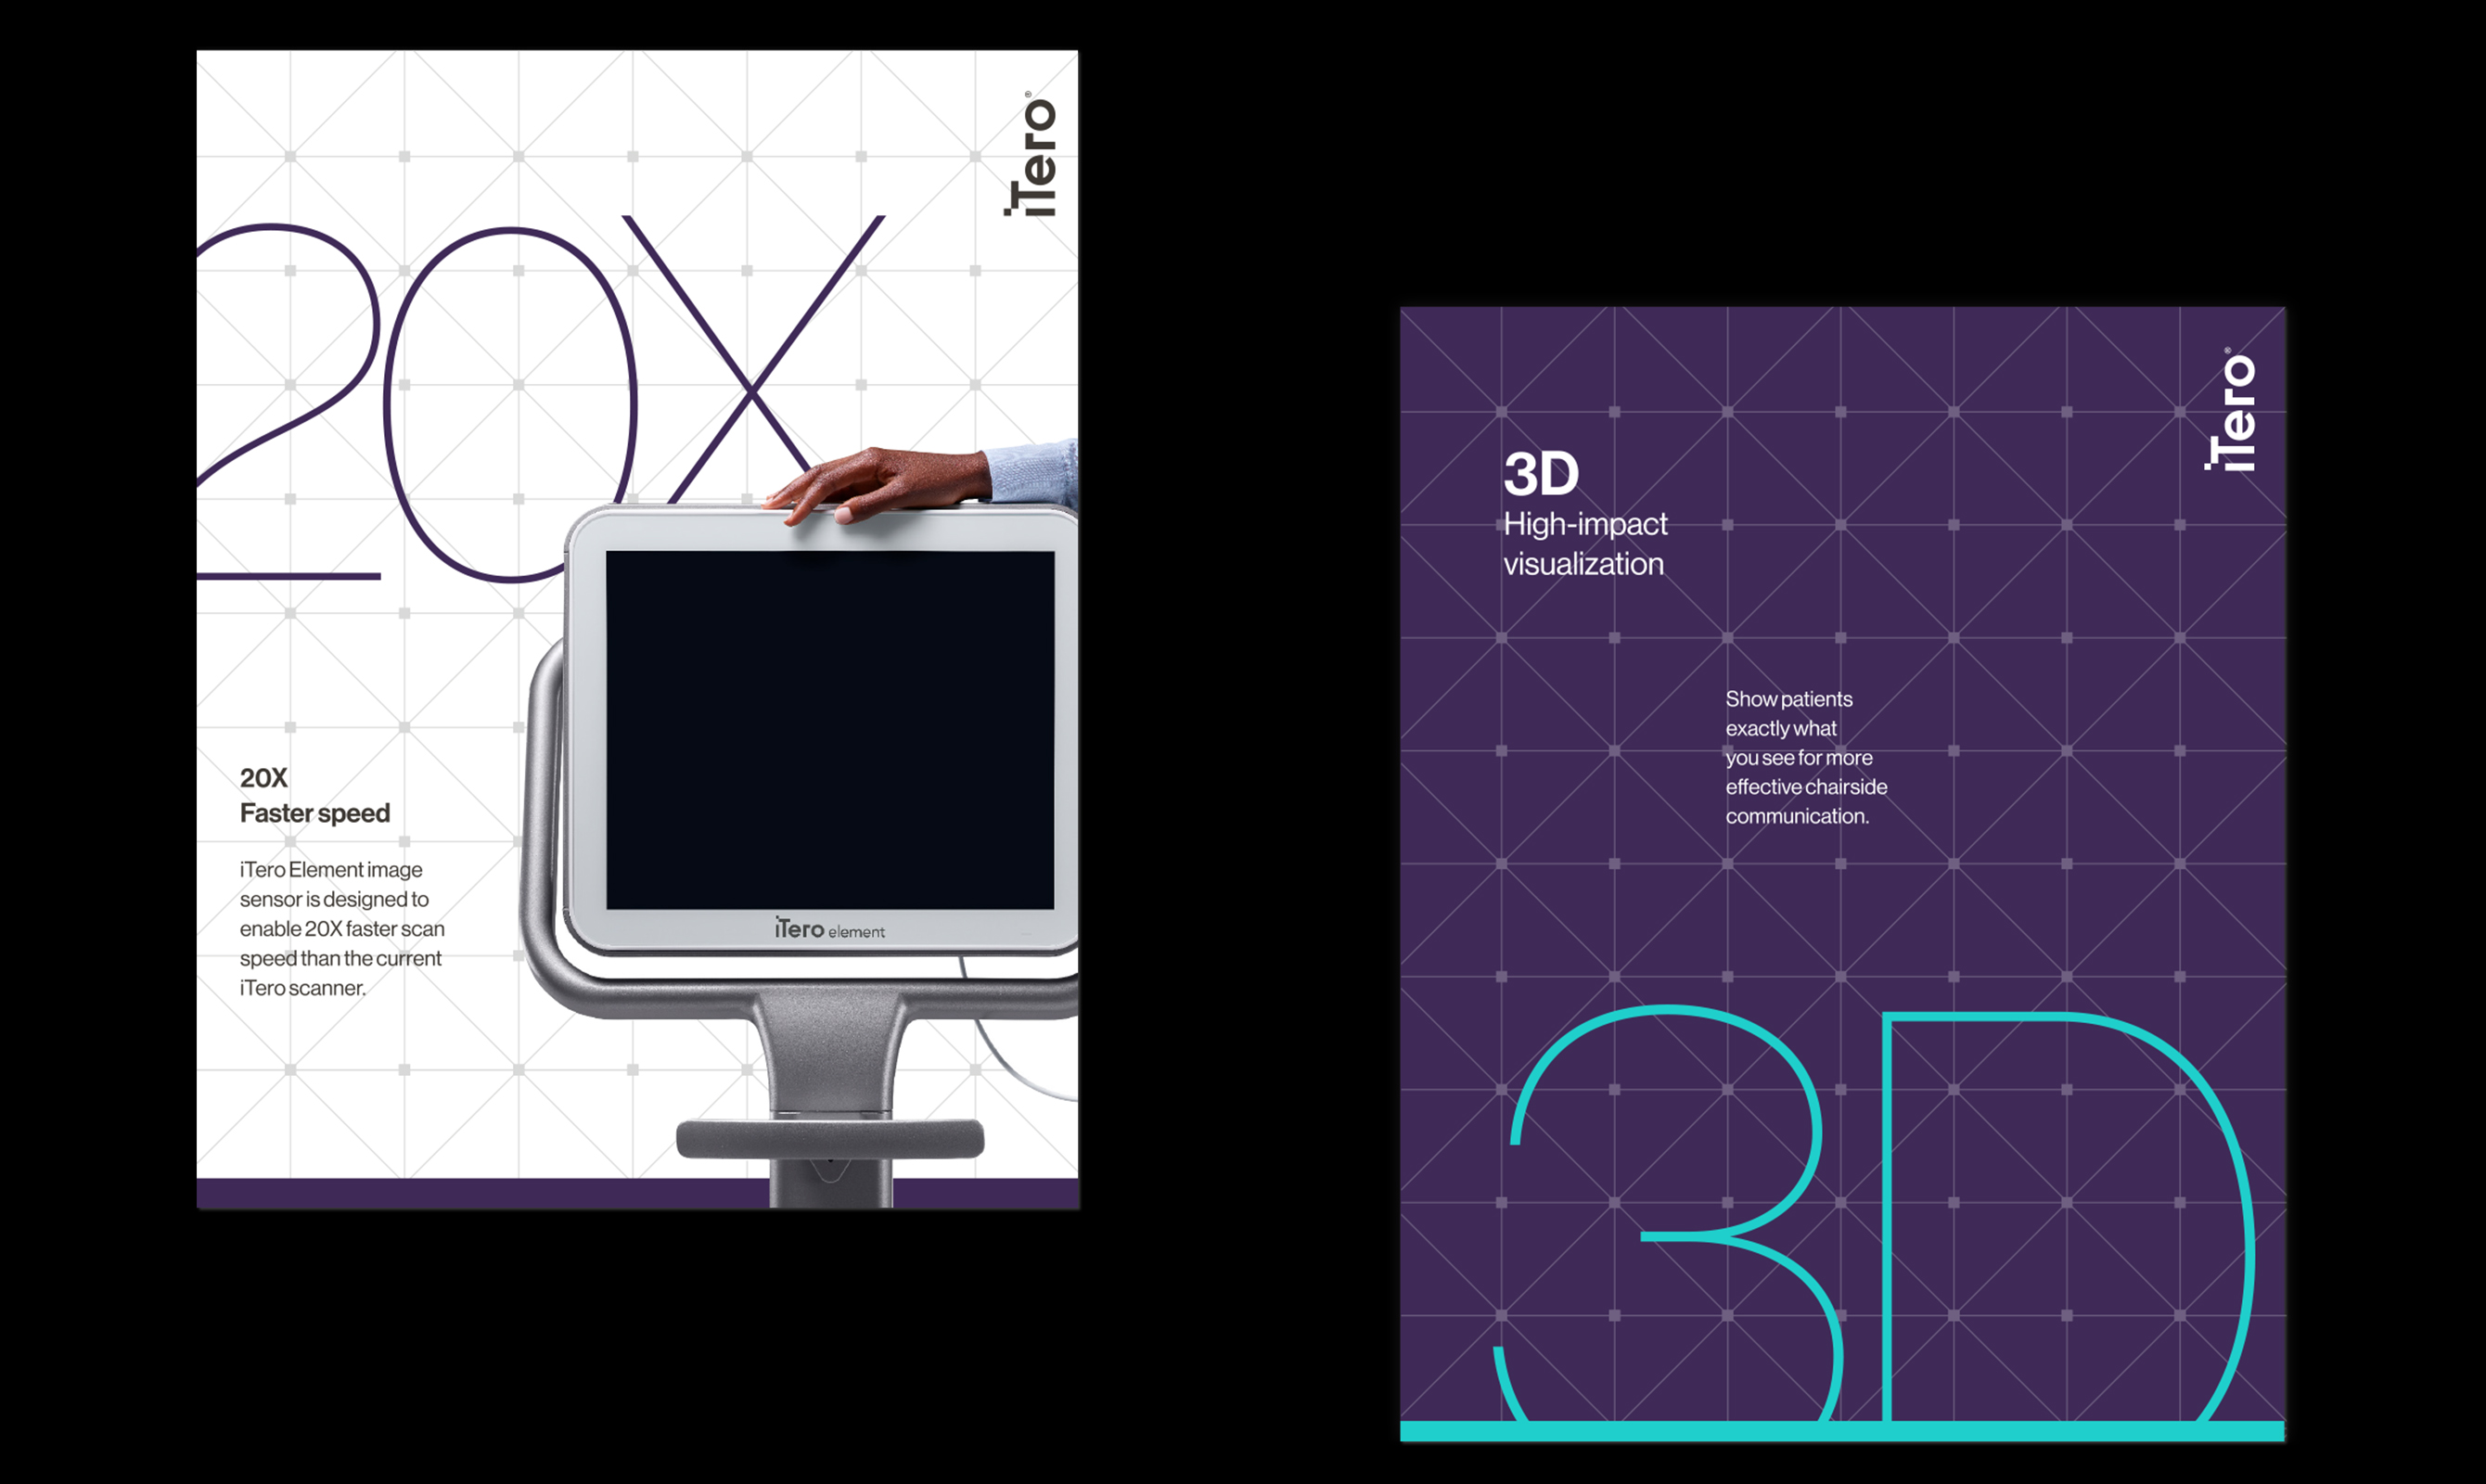 iTero®
20X
20X
Faster speed
iTero Element image
sensor is designed to
enable 20X faster scan
speed than the current
iTero scanner.
iTero element
iTero®
3D
High-impact
visualization
Show patients
exactly what
you see for more
effective chairside
communication.
3D